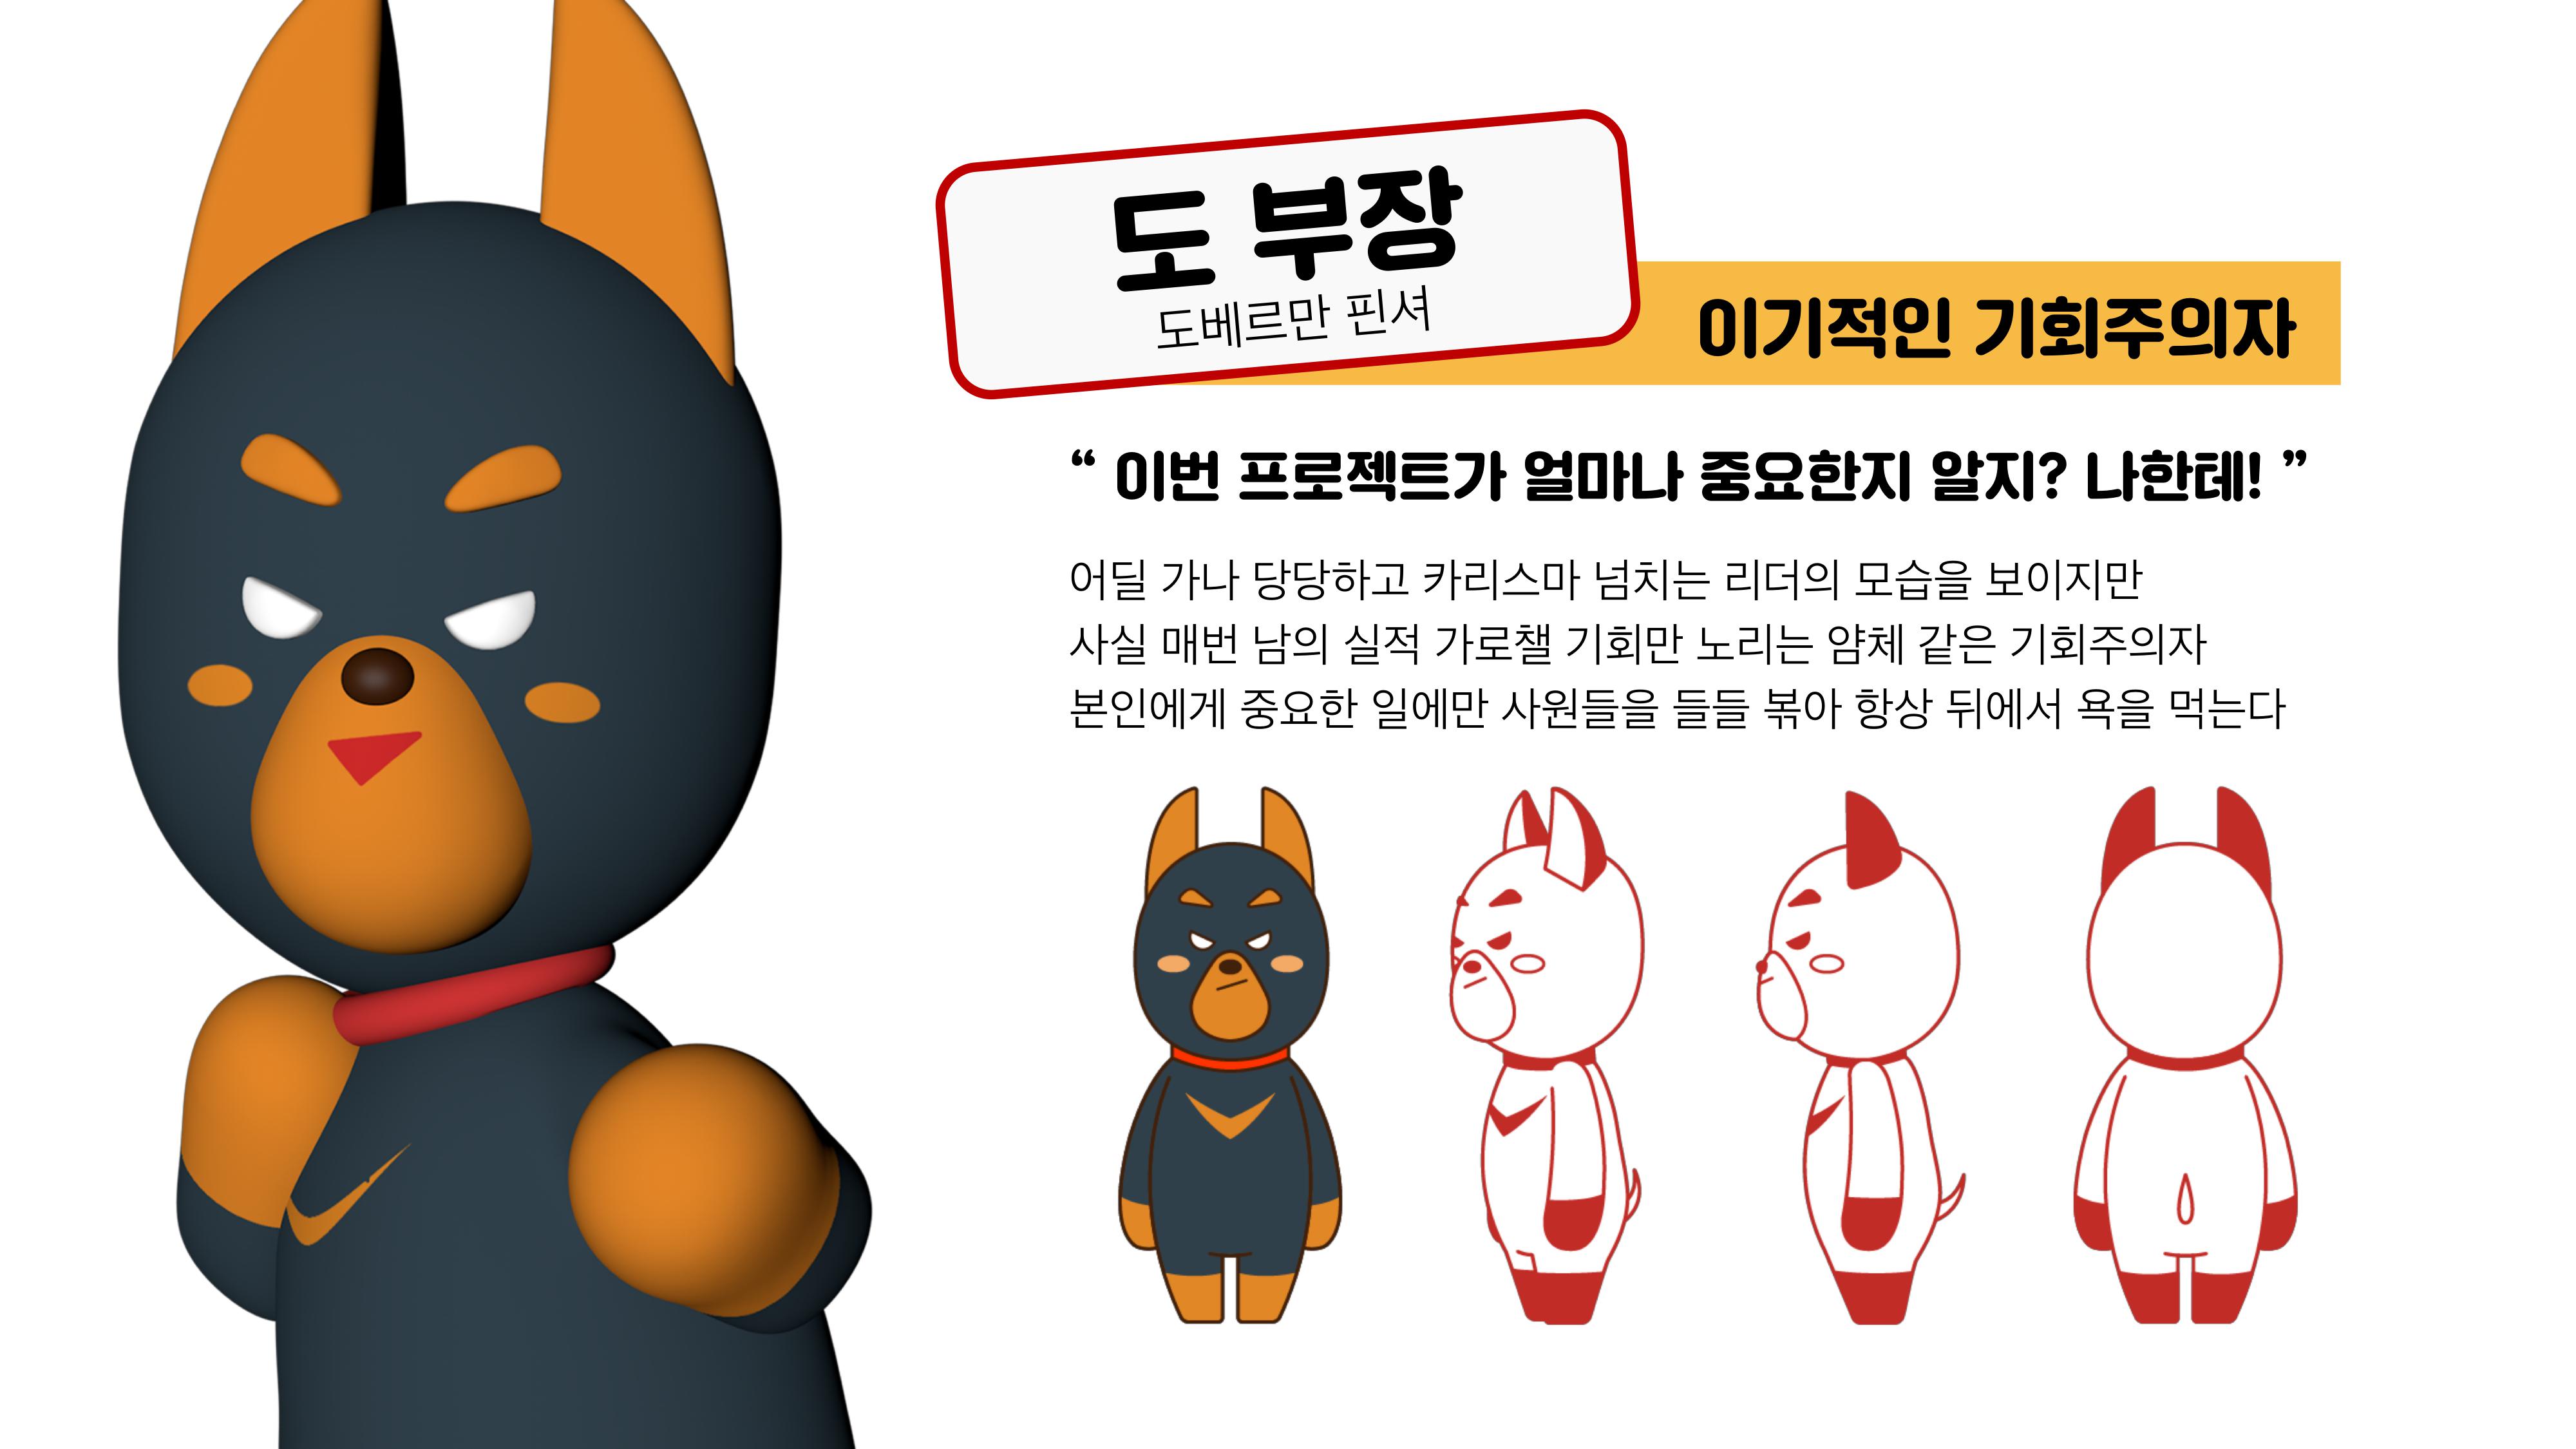 도 부장
도베르만 핀셔
이기적인 기회주의자
“ 이번 프로젝트가 얼마나 중요한지 알지? 나한테! ”
어딜 가나 당당하고 카리스마 넘치는 리더의 모습을 보이지만
사실 매번 남의 실적 가로챌 기회만 노리는 얌체 같은 기회주의자
본인에게 중요한 일에만 사원들을 들들 볶아 항상 뒤에서 욕을 먹는다